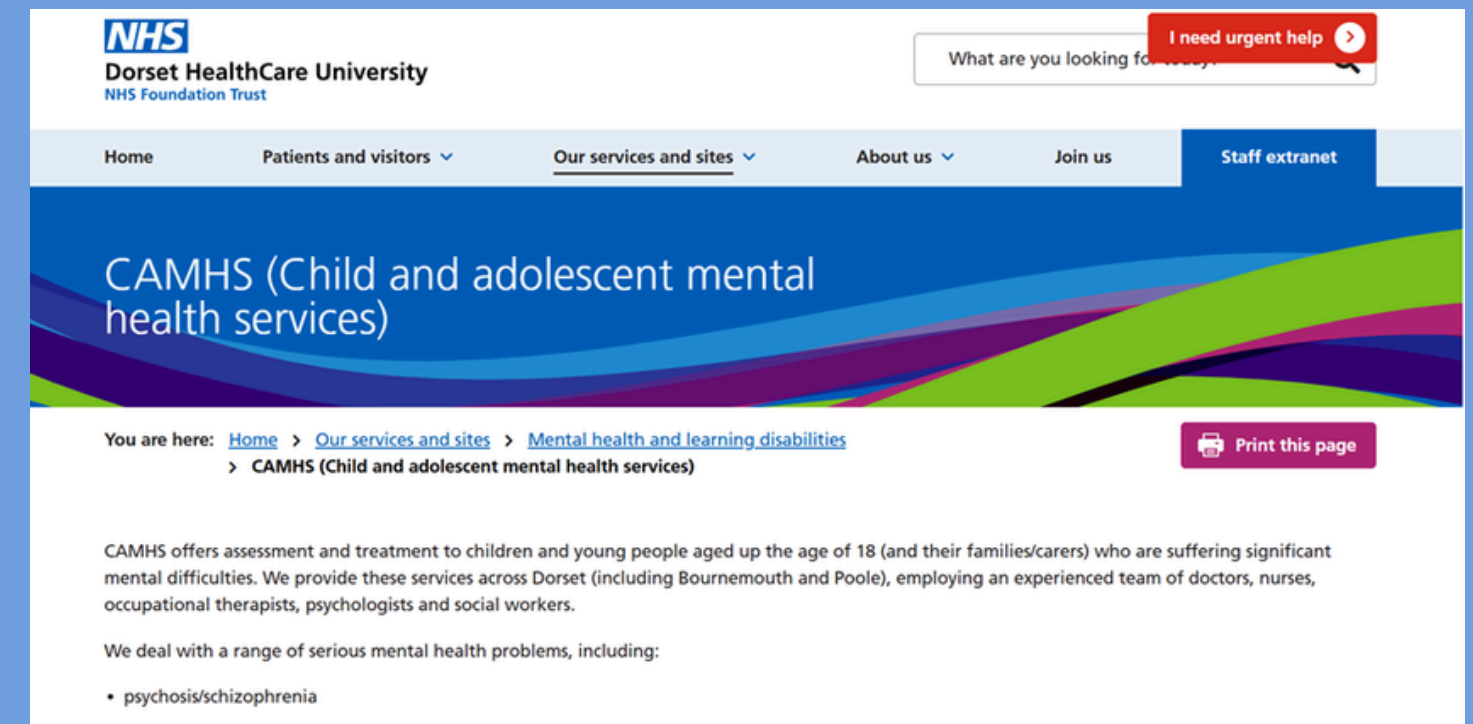 NHS
Dorset HealthCare University
NHS Foundation Trust
What are you looking for
I need urgent help
Home Patients and visitors Our services and sites About us Join us Staff extranet
CAMHS (Child and adolescent mental
health services)
You are here: Home > Our services and sites > Mental health and learning disabilities
> CAMHS (Child and adolescent mental health services)
Print this page
CAMHS offers assessment and treatment to children and young people aged up the age of 18 (and their families/carers) who are suffering significant
mental difficulties. We provide these services across Dorset (including Bournemouth and Poole), employing an experienced team of doctors, nurses,
occupational therapists, psychologists and social workers.
We deal with a range of serious mental health problems, including:
• psychosis/schizophrenia